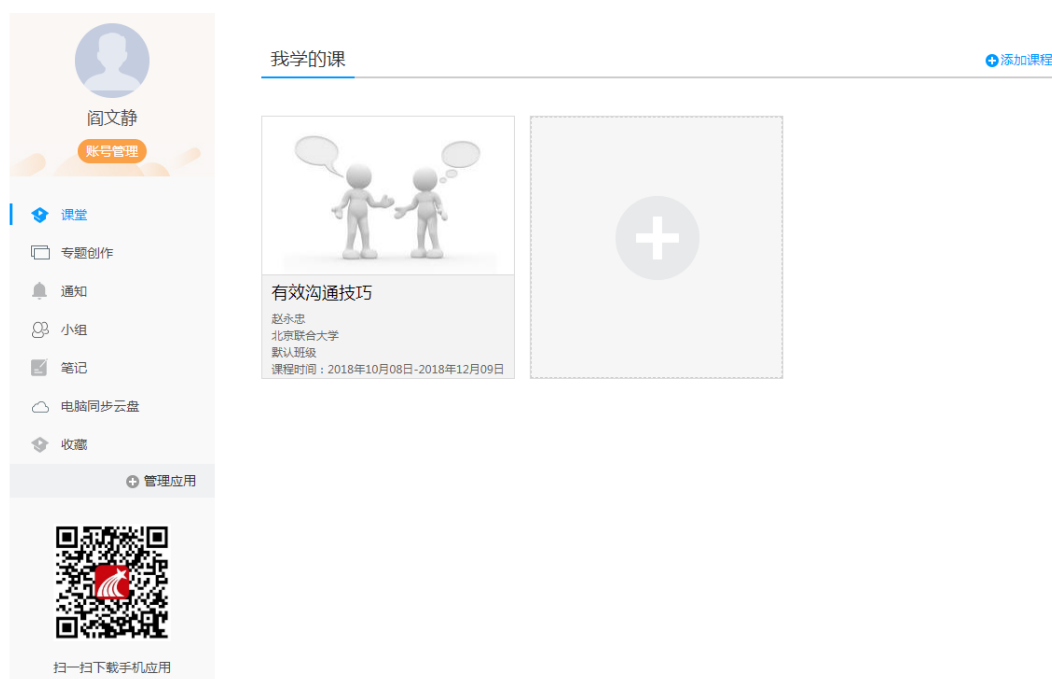 阎文静
账号管理
课堂
专题创作
通知
小组
笔记
电脑同步云盘
收藏
管理应用
扫一扫下载手机应用
我学的课
添加课程
有效沟通技巧
赵永忠
北京联合大学
默认班级
课程时间：2018年10月08日-2018年12月09日